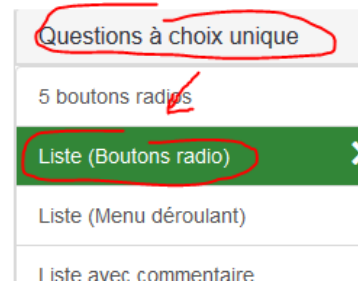 Questions à choix unique
5 boutons radios
Liste (Boutons radio)
Liste (Menu déroulant)
Liste avec commentaire